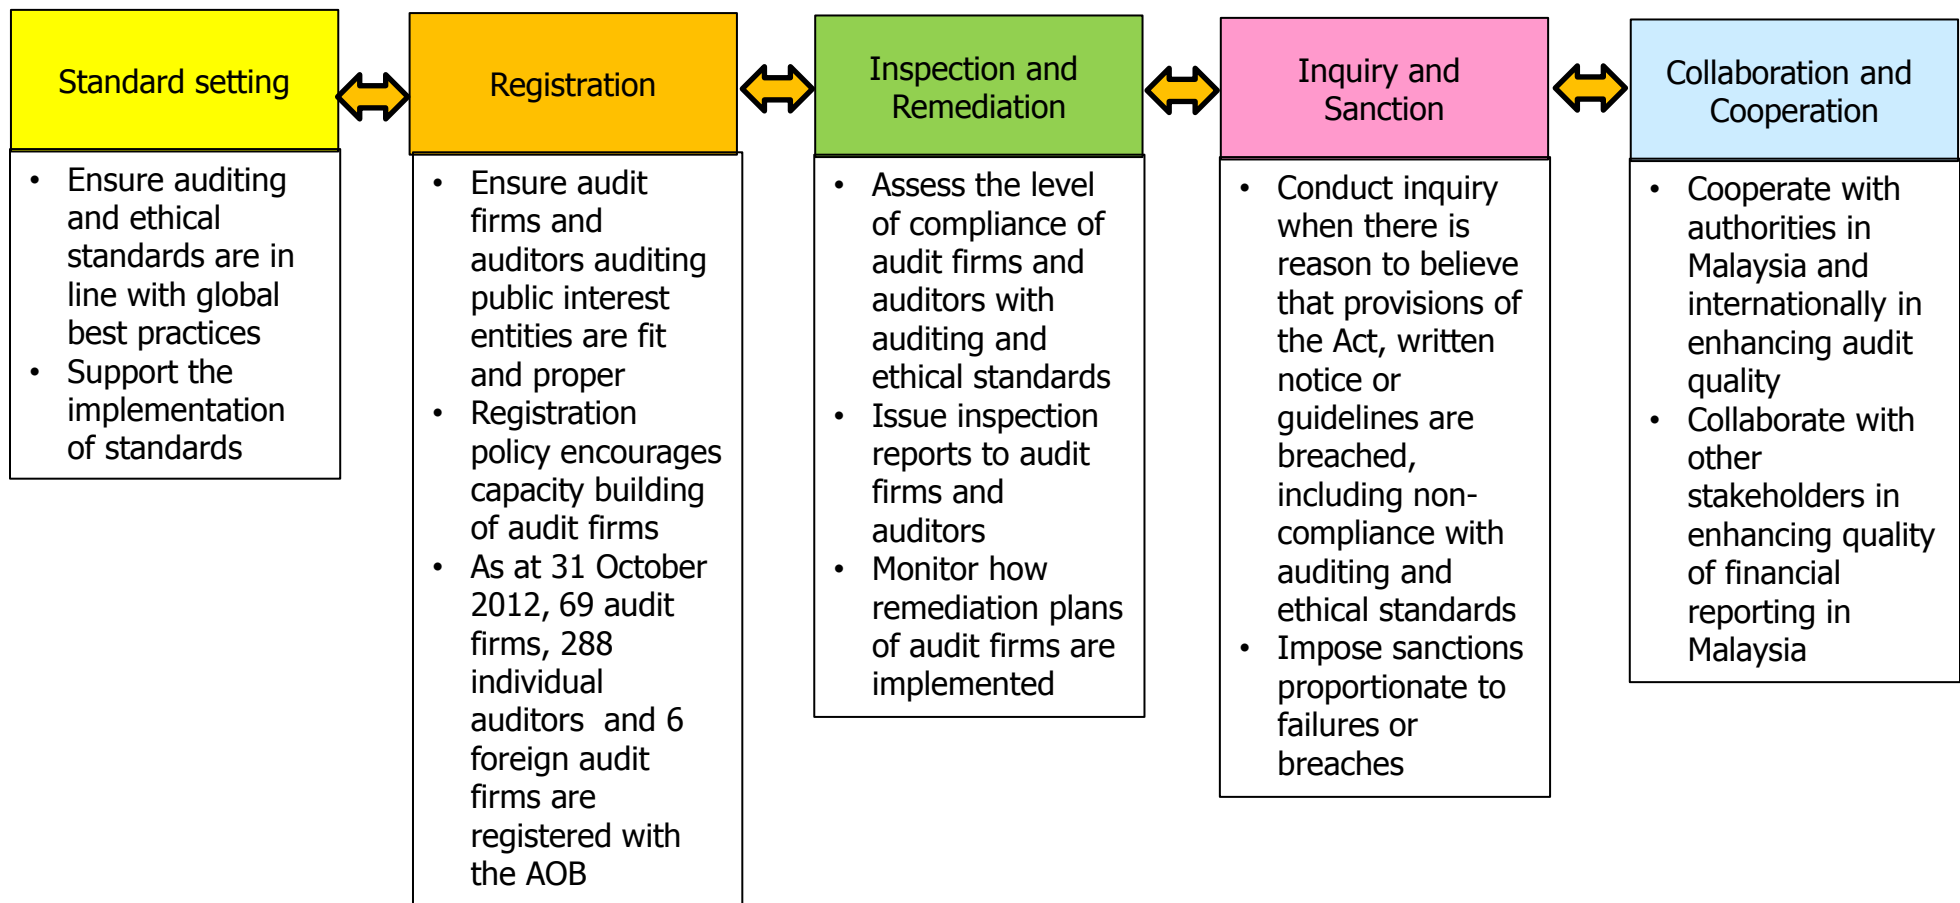 Standard setting
• Ensure auditing
and ethical
standards are in
line with global
best practices
• Support the
implementation
of standards
Registration
• Ensure audit
firms and
auditors auditing
public interest
entities are fit
and proper
• Registration
policy encourages
capacity building
of audit firms
• As at 31 October
2012, 69 audit
firms, 288
individual
auditors and 6
foreign audit
firms are
registered with
the AOB
Inspection and
Remediation
• Assess the level
of compliance of
audit firms and
auditors with
auditing and
ethical standards
• Issue inspection
reports to audit
firms and
auditors
• Monitor how
remediation plans
of audit firms are
implemented
Inquiry and
Sanction
• Conduct inquiry
when there is
reason to believe
that provisions of
the Act, written
notice or
guidelines are
breached,
including non-
compliance with
auditing and
ethical standards
• Impose sanctions
proportionate to
failures or
breaches
Collaboration and
Cooperation
• Cooperate with
authorities in
Malaysia and
internationally in
enhancing audit
quality
• Collaborate with
other
stakeholders in
enhancing quality
of financial
reporting in
Malaysia